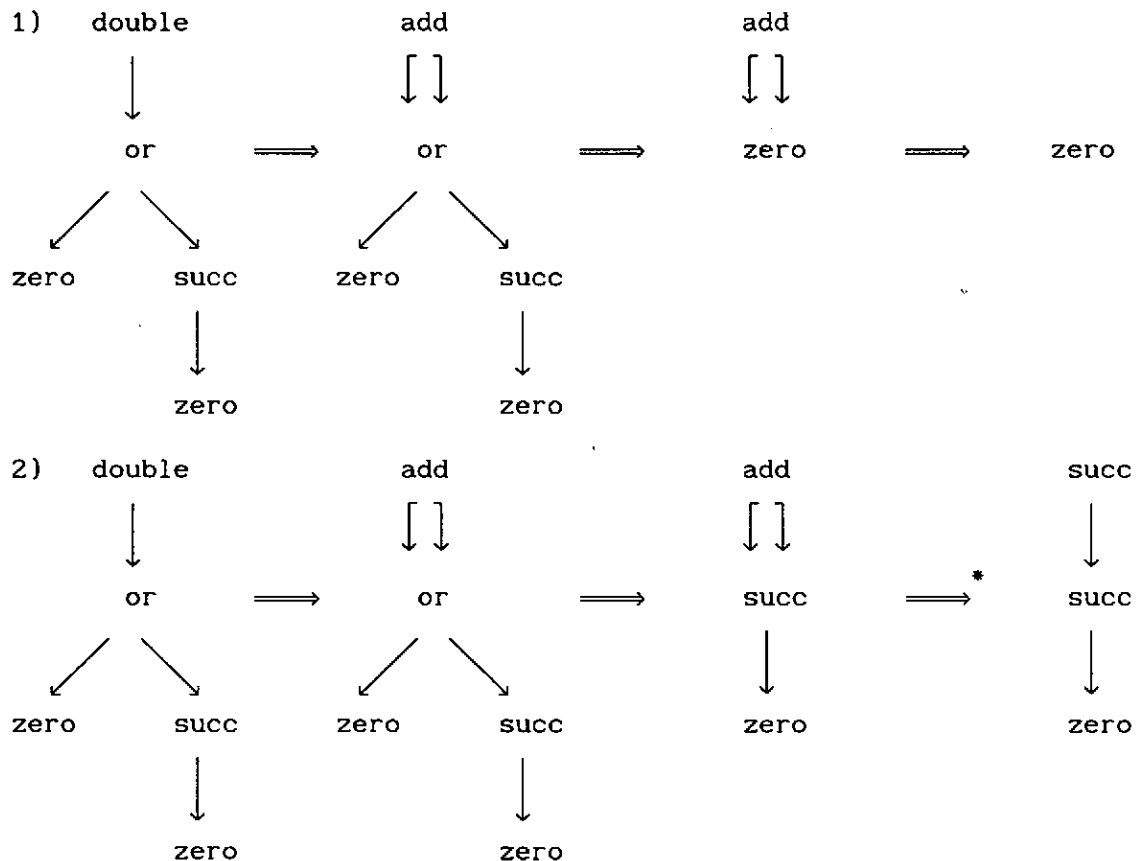 1) double add add
or or zero zero
zero succ zero succ
zero zero
2) double add add succ
*
or or succ succ
zero succ zero succ zero zero
zero zero